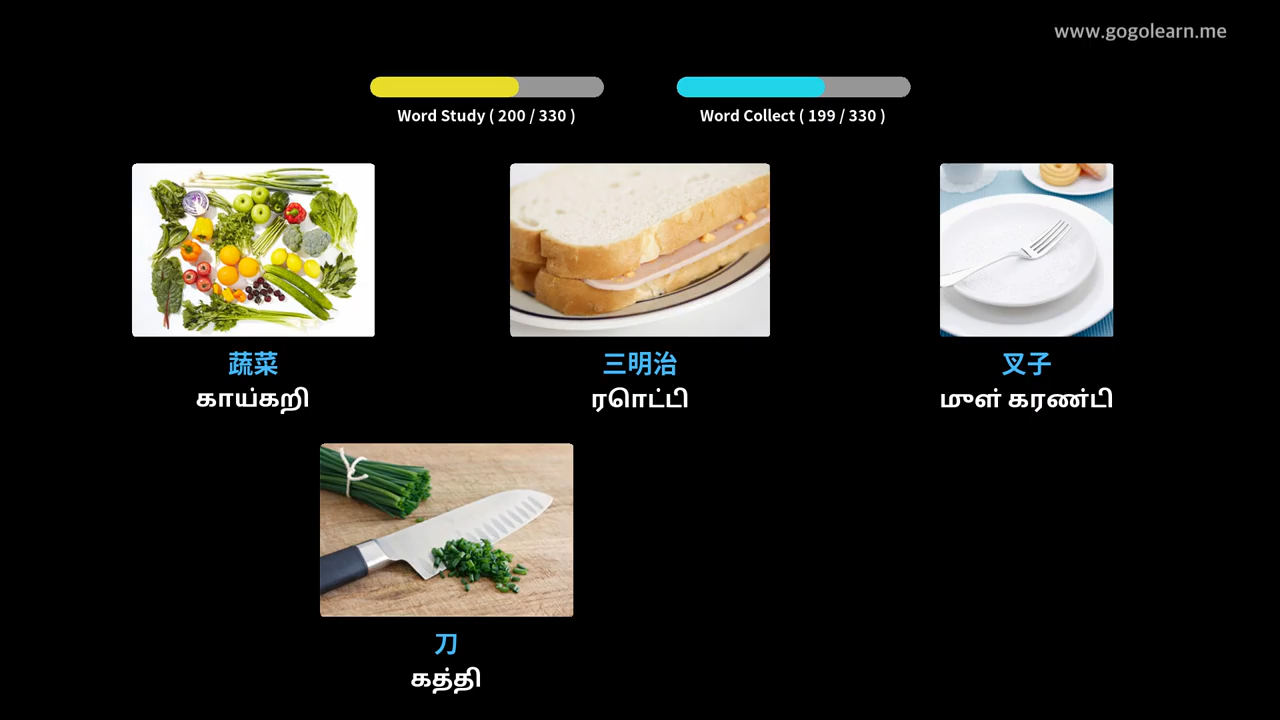 www.gogolearn.me
Word Study ( 200 / 330 )
Word Collect ( 199 / 330 )
蔬菜
காய்கறி
三明治
ரொட்டி
叉子
முள் கரண்டி
刀
கத்தி